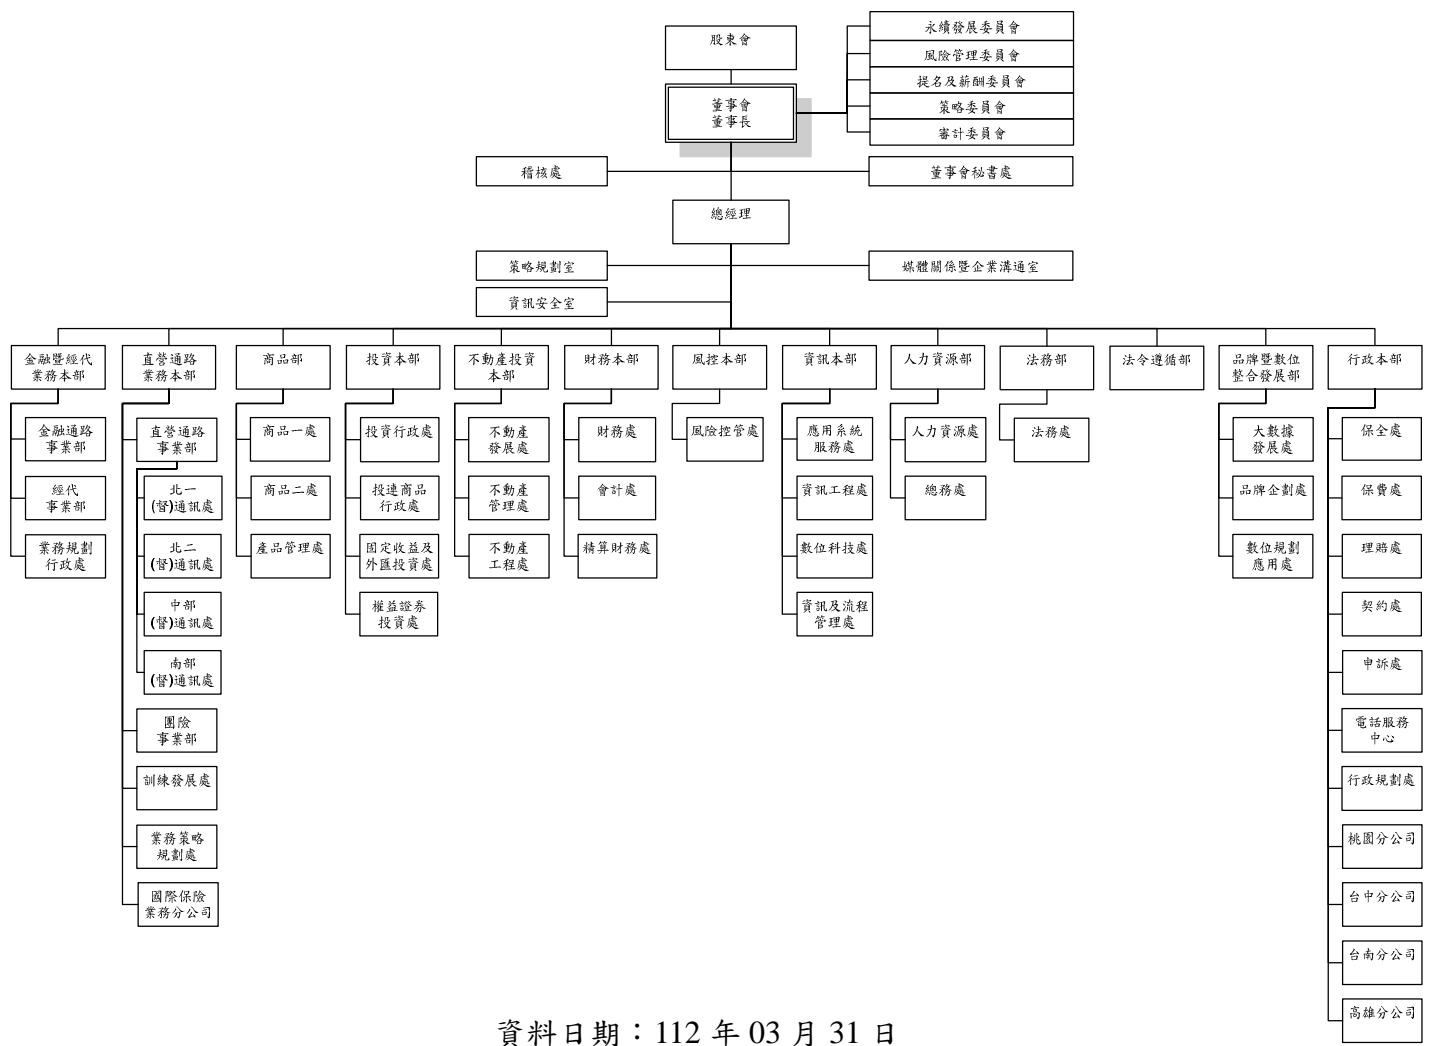 股東會
永續發展委員會
風險管理委員會
提名及薪酬委員會
策略委員會
審計委員會
董事會
董事長
稽核處
董事會秘書處
總經理
策略規劃室
媒體關係暨企業溝通室
資訊安全室
金融暨經代
業務本部
直營通路
業務本部
商品部
投資本部
不動產投資
本部
財務本部
風控本部
資訊本部
人力資源部
法務部
法令遵循部
品牌暨數位
整合發展部
行政本部
金融通路
事業部
經代
事業部
業務規劃
行政處
直營通路
事業部
北一
(督)通訊處
北二
(督)通訊處
中部
(督)通訊處
南部
(督)通訊處
團險
事業部
訓練發展處
業務策略
規劃處
國際保險
業務分公司
商品一處
商品二處
產品管理處
投資行政處
投連商品
行政處
固定收益及
外匯投資處
權益證券
投資處
不動產
發展處
不動產
管理處
不動產
工程處
財務處
會計處
精算財務處
風險控管處
應用系統
服務處
資訊工程處
數位科技處
資訊及流程
管理處
人力資源處
總務處
法務處
大數據
發展處
品牌企劃處
數位規劃
應用處
保全處
保費處
理賠處
契約處
申訴處
電話服務
中心
行政規劃處
桃園分公司
台中分公司
台南分公司
高雄分公司
資料日期：112 年 03 月 31 日